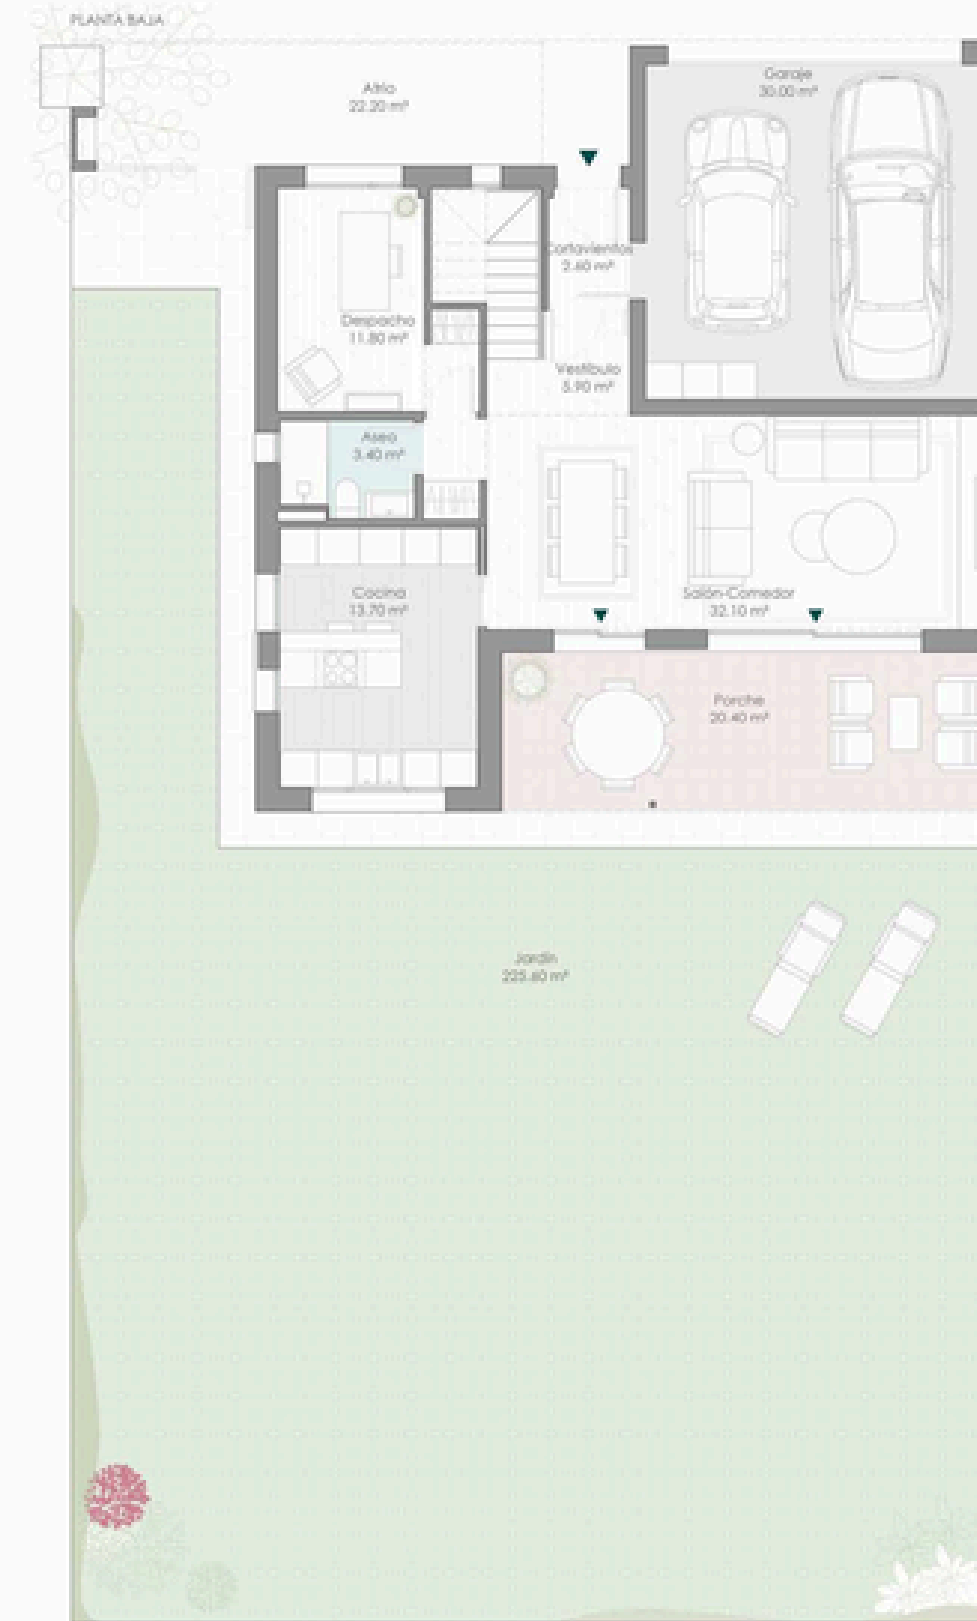 PLANTA BAJA
Atrio
22.20 m²
Garaje
30.00 m²
Cortavientos
2.60 m²
Despacho
11.80 m²
Vestíbulo
5.90 m²
Aseo
3.40 m²
Cocina
13.70 m²
Salón-Comedor
32.10 m²
Porche
20.40 m²
Jardín
225.60 m²